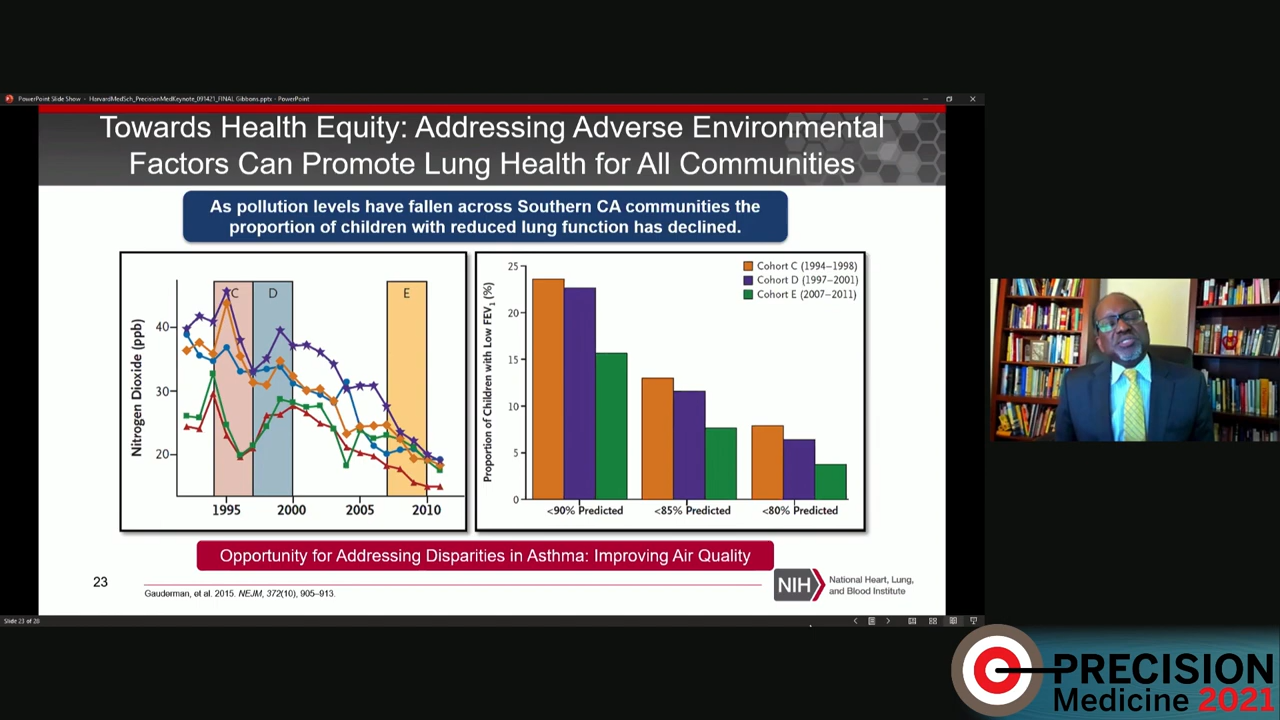 PowerPoint Slide Show - HarvardMedSch_PrecisionMedKeynote_091421_FINAL Gibbons.pptx - PowerPoint
Towards Health Equity: Addressing Adverse Environmental
Factors Can Promote Lung Health for All Communities
As pollution levels have fallen across Southern CA communities the
proportion of children with reduced lung function has declined.
Nitrogen Dioxide (ppb)
40
30
20
C
D
E
1995
2000
2005
2010
Proportion of Children with Low FEV1 (%)
25
20
15
10
5
0
Cohort C (1994–1998)
Cohort D (1997–2001)
Cohort E (2007–2011)
<90% Predicted
<85% Predicted
<80% Predicted
Opportunity for Addressing Disparities in Asthma: Improving Air Quality
23
Gauderman, et al. 2015. NEJM, 372(10), 905–913.
NIH
National Heart, Lung,
and Blood Institute
Slide 23 of 26
PRECISION
Medicine 2021